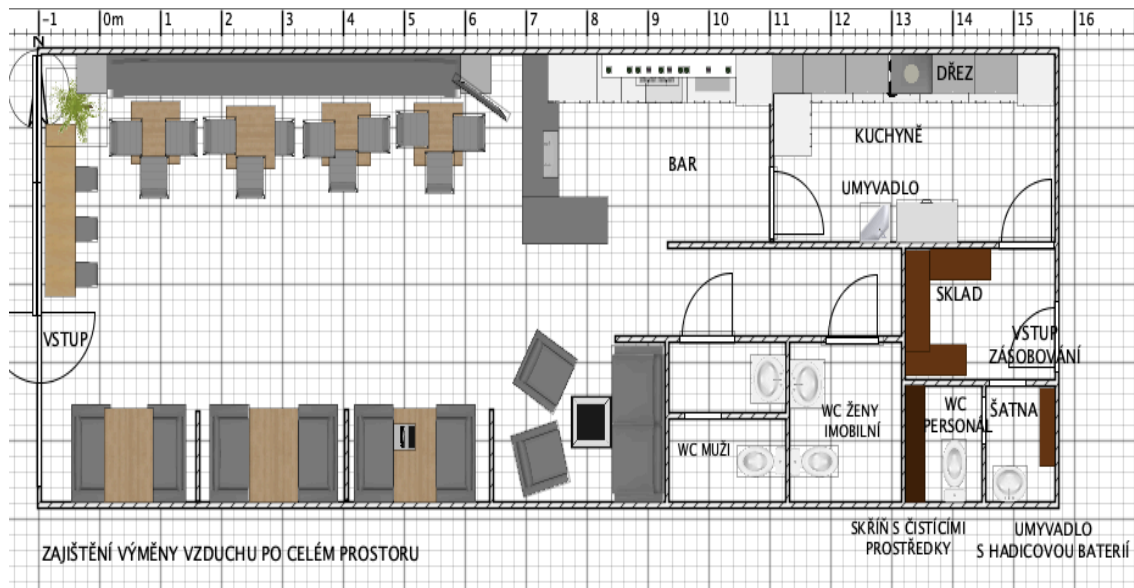 -1 0m 1 2 3 4 5 6 7 8 9 10 11 12 13 14 15 16
N
DŘEZ
KUCHYNĚ
BAR
UMYVADLO
SKLAD
VSTUP
VSTUP
ZÁSOBOVÁNÍ
WC ŽENY
IMOBILNÍ
WC
PERSONÁL
ŠATNA
WC MUŽI
SKŘÍŇ S ČISTÍCÍMI
PROSTŘEDKY
UMYVADLO
S HADICOVOU BATERIÍ
ZAJIŠTĚNÍ VÝMĚNY VZDUCHU PO CELÉM PROSTORU